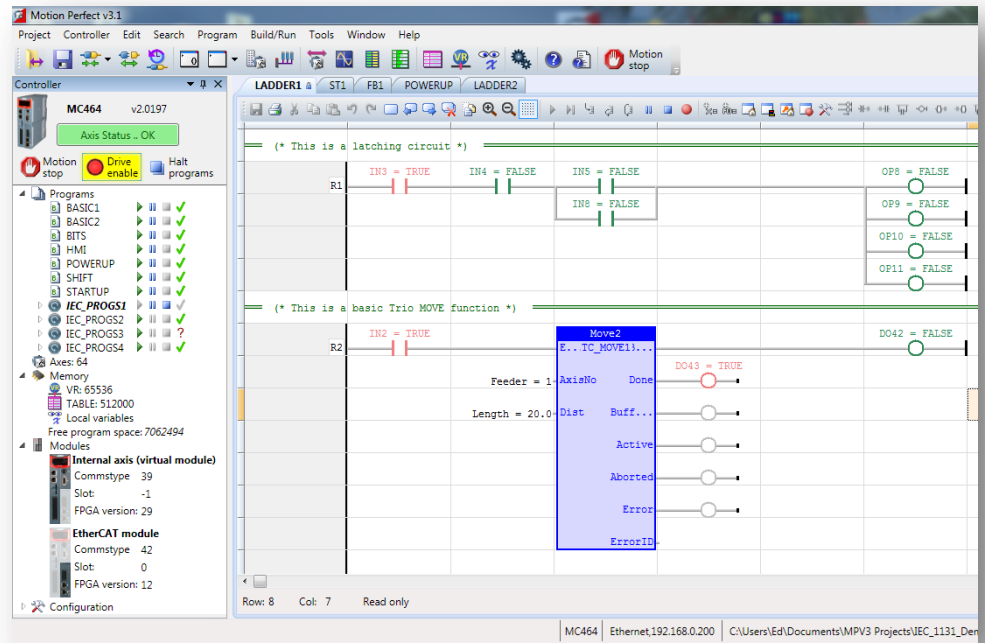 Motion Perfect v3.1
Project Controller Edit Search Program Build/Run Tools Window Help
Motion stop
Controller
MC464 v2.0197
Axis Status .. OK
Motion stop Drive enable Halt programs
Programs
BASIC1
BASIC2
BITS
HMI
POWERUP
SHIFT
STARTUP
IEC_PROGS1
IEC_PROGS2
IEC_PROGS3 ?
IEC_PROGS4
Axes: 64
Memory
VR: 65536
TABLE: 512000
Local variables
Free program space: 7062494
Modules
Internal axis (virtual module)
Commstype 39
Slot: -1
FPGA version: 29
EtherCAT module
Commstype 42
Slot: 0
FPGA version: 12
Configuration
LADDER1 ST1 FB1 POWERUP LADDER2
(* This is a latching circuit *)
IN3 = TRUE IN4 = FALSE IN5 = FALSE OP8 = FALSE
R1
IN8 = FALSE OP9 = FALSE
OP10 = FALSE
OP11 = FALSE
(* This is a basic Trio MOVE function *)
IN2 = TRUE Move2 DO42 = FALSE
R2 E..TC_MOVE1}...
DO43 = TRUE
Feeder = 1 AxisNo Done
Length = 20.0 Dist Buff...
Active
Aborted
Error
ErrorID
Row: 8 Col: 7 Read only
MC464 Ethernet,192.168.0.200 C:\Users\Ed\Documents\MPV3 Projects\IEC_1131_Den